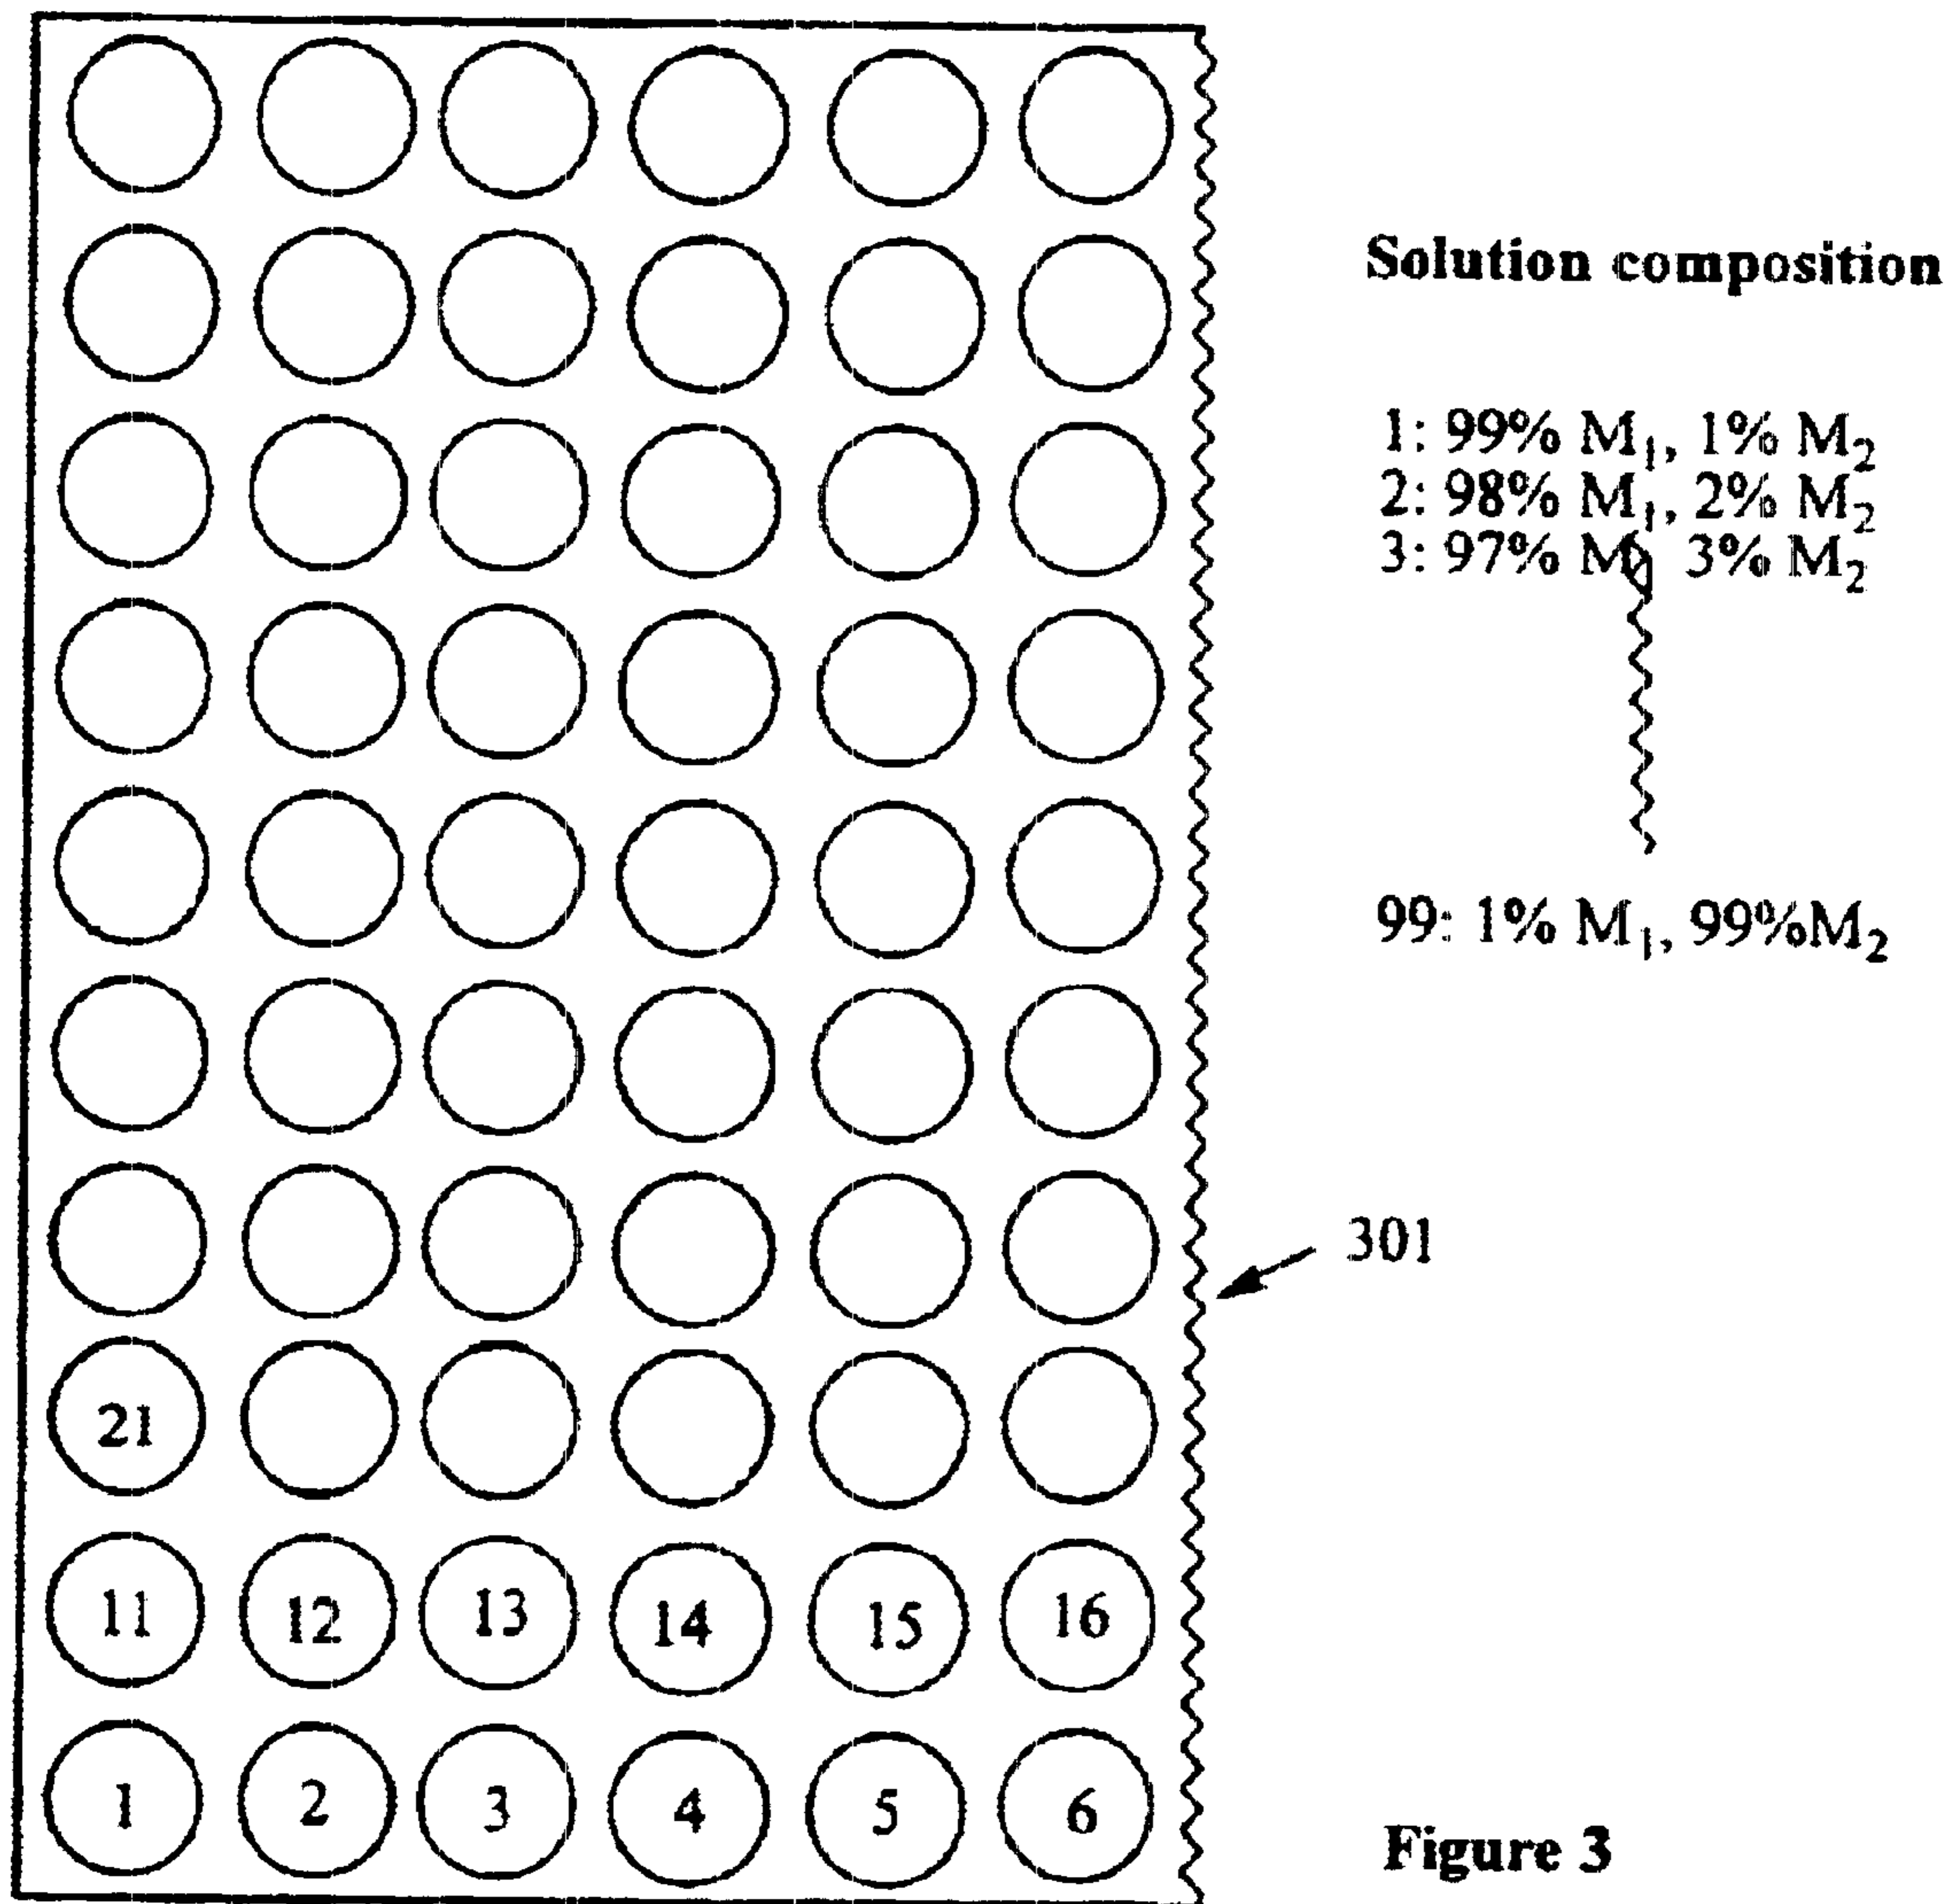 Solution composition
1: 99% M₁, 1% M₂
2: 98% M₁, 2% M₂
3: 97% M₁ 3% M₂
99: 1% M₁, 99%M₂
301
21
11 12 13 14 15 16
1 2 3 4 5 6
Figure 3